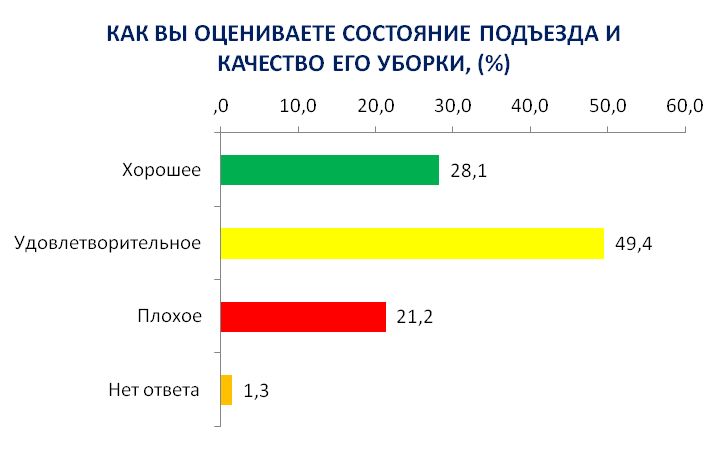 КАК ВЫ ОЦЕНИВАЕТЕ СОСТОЯНИЕ ПОДЪЕЗДА И
КАЧЕСТВО ЕГО УБОРКИ, (%)
,0 10,0 20,0 30,0 40,0 50,0 60,0
Хорошее 28,1
Удовлетворительное 49,4
Плохое 21,2
Нет ответа 1,3